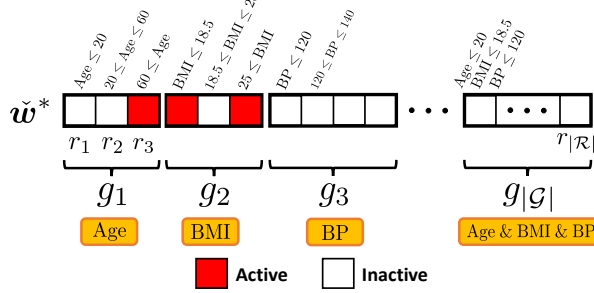 Age ≤ 20
20 ≤ Age ≤ 60
60 ≤ Age
BMI ≤ 18.5
18.5 ≤ BMI ≤
25 ≤ BMI
BP ≤ 120
120 ≤ BP ≤ 140
Age ≤ 20
BMI ≤ 18.5
BP ≤ 120
w̌*
...
...
r₁ r₂ r₃
r|R|
g₁ g₂ g₃ g|G|
Age BMI BP Age & BMI & BP
Active Inactive